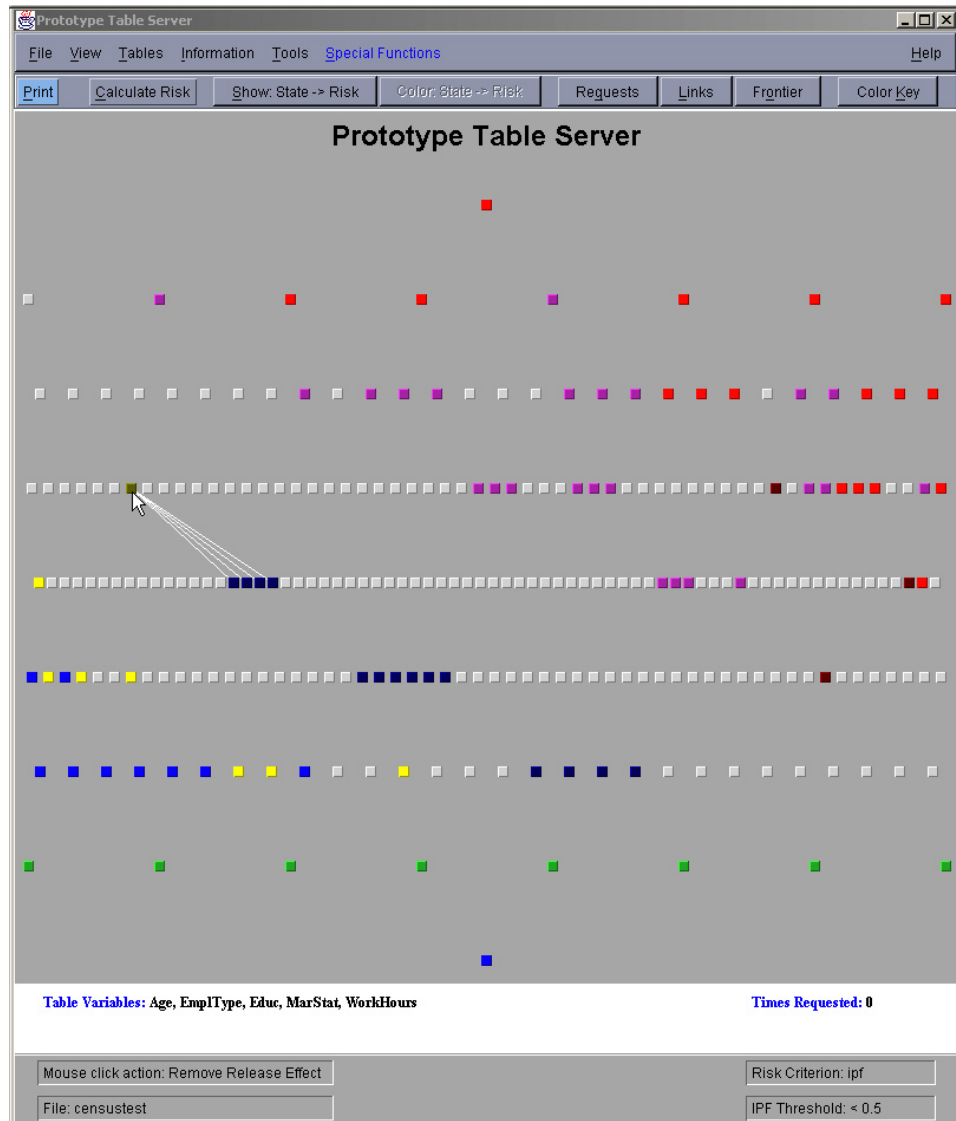 Prototype Table Server
File View Tables Information Tools Special Functions Help
Print Calculate Risk Show: State -> Risk Color: State -> Risk Requests Links Frontier Color Key
Prototype Table Server
Table Variables: Age, EmplType, Educ, MarStat, WorkHours Times Requested: 0
Mouse click action: Remove Release Effect Risk Criterion: ipf
File: censustest IPF Threshold: < 0.5